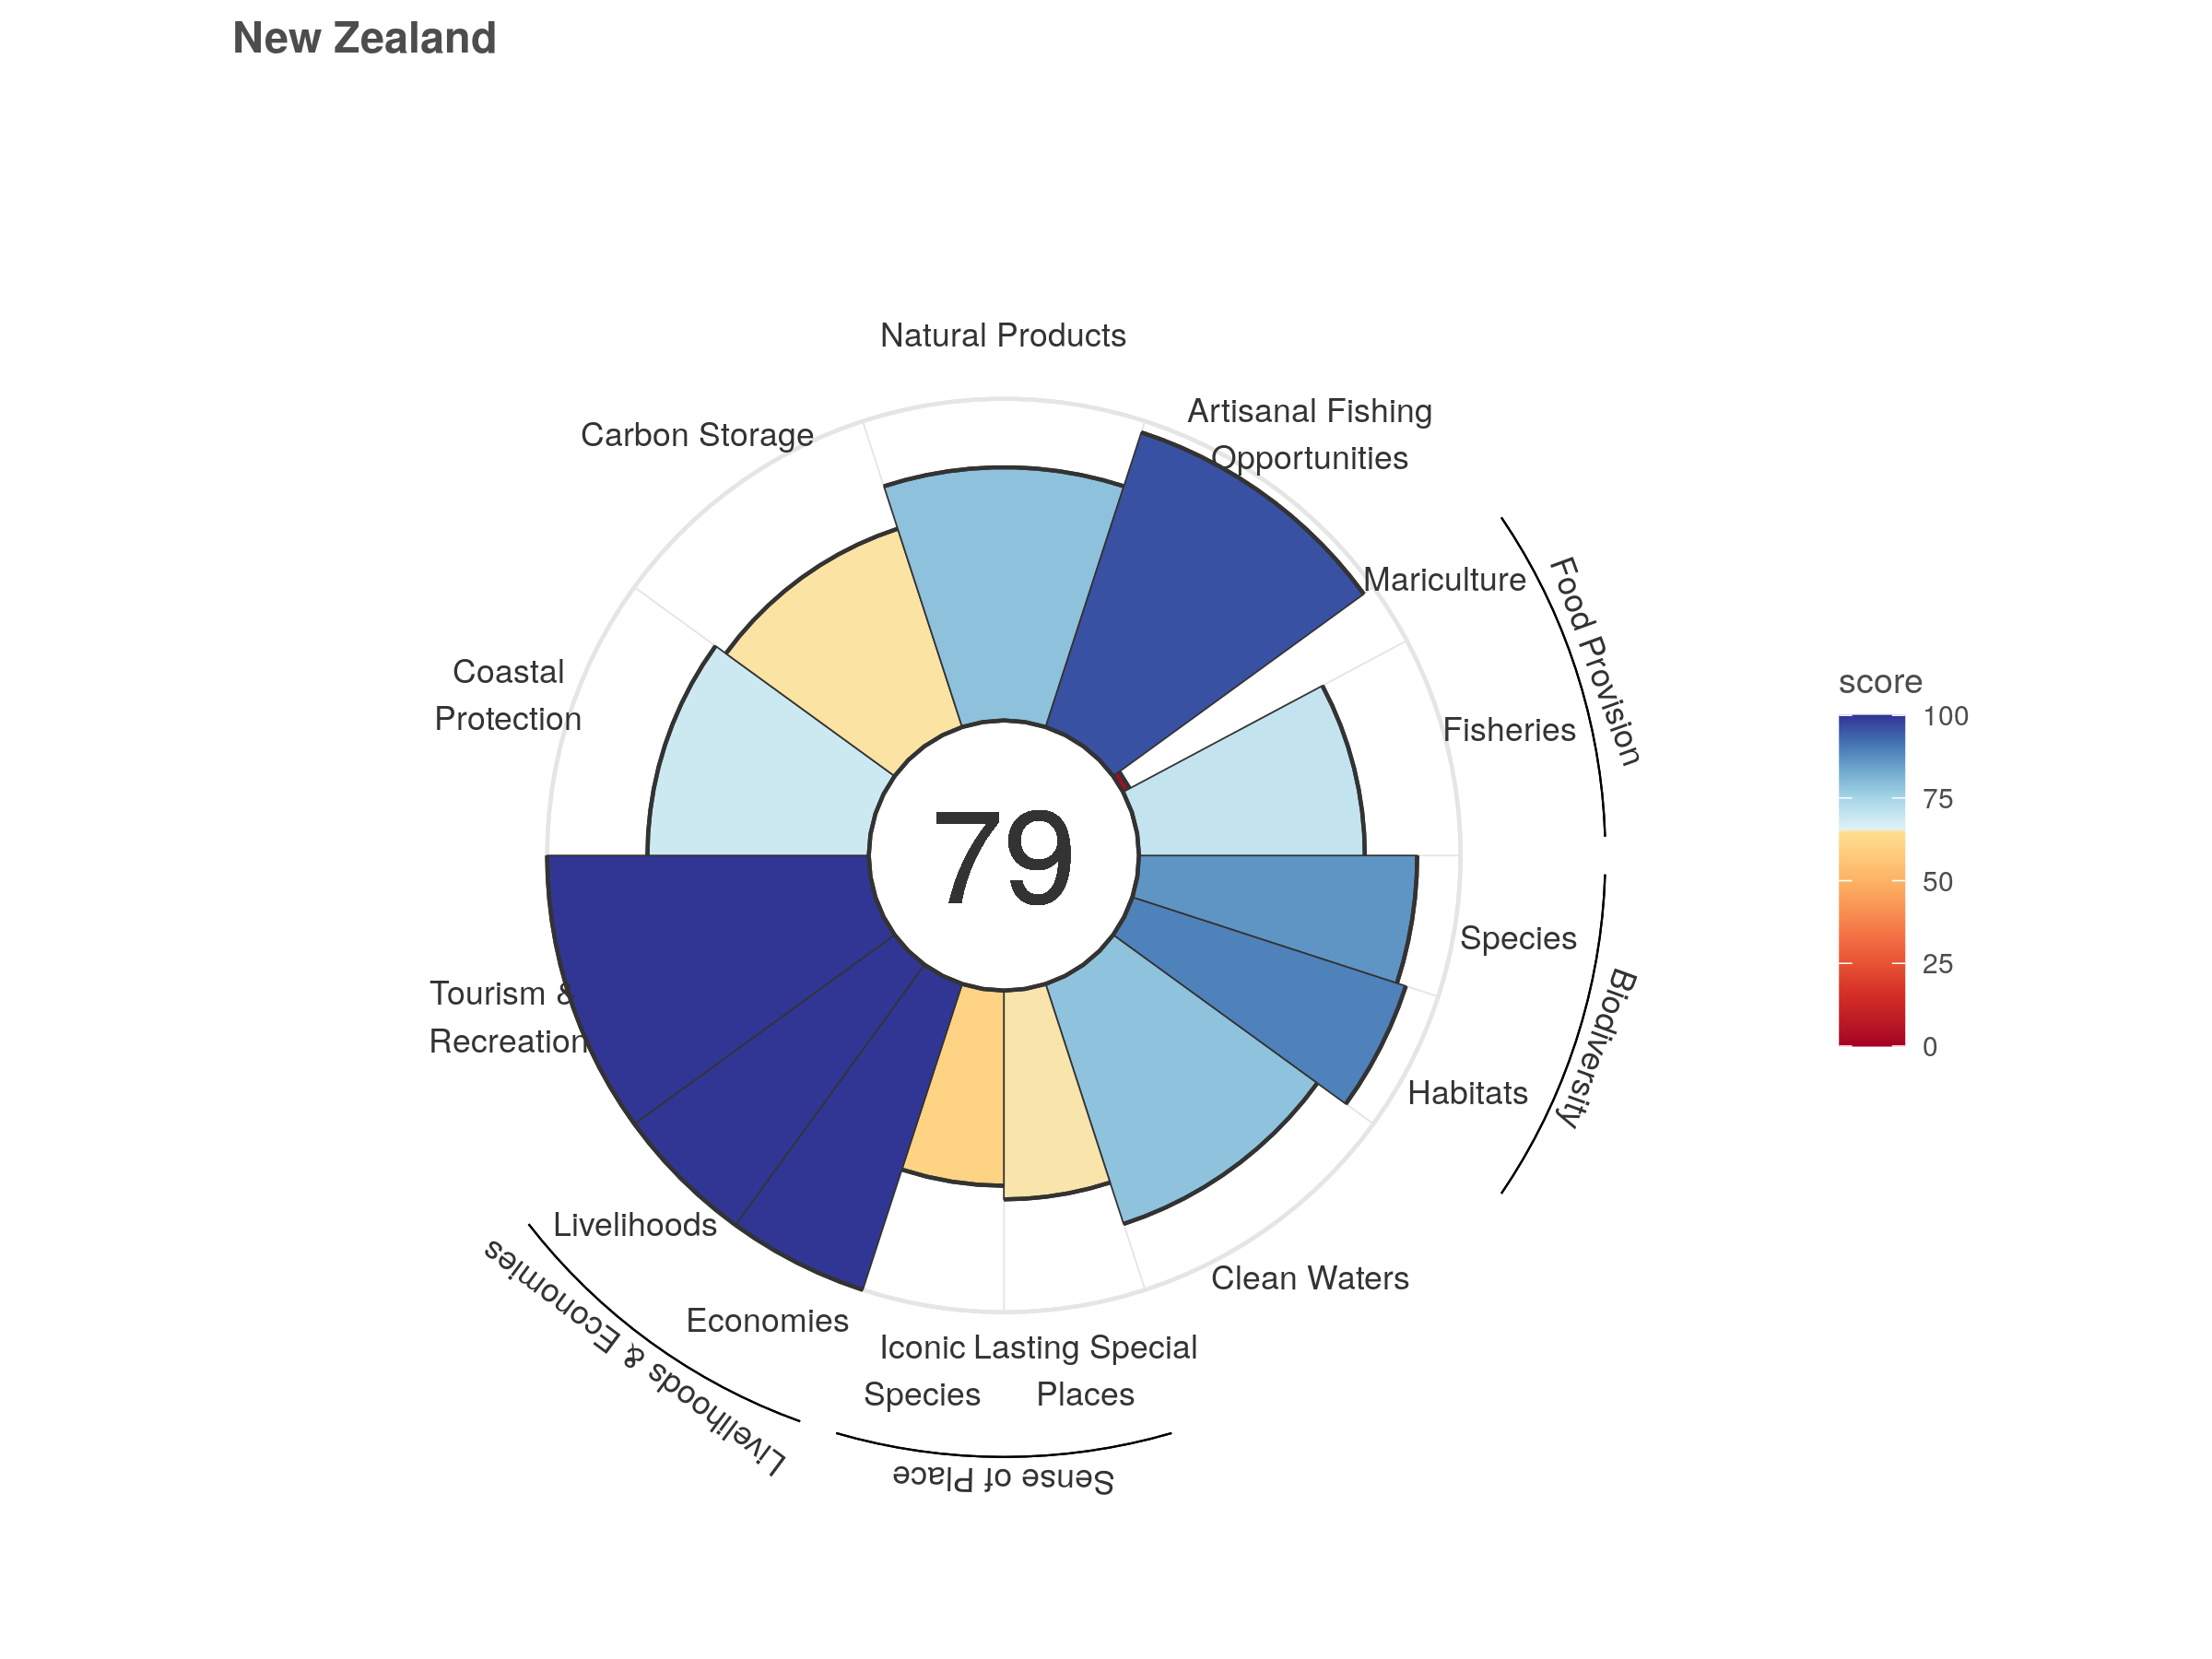 New Zealand
Natural Products
Artisanal Fishing
Opportunities
Carbon Storage
Mariculture
Food Provision
Fisheries
Coastal
Protection
score
100
75
50
25
0
79
Species
Biodiversity
Habitats
Tourism &
Recreation
Livelihoods
Economies
Livelihoods & Economies
Clean Waters
Iconic
Species
Lasting Special
Places
Sense of Place